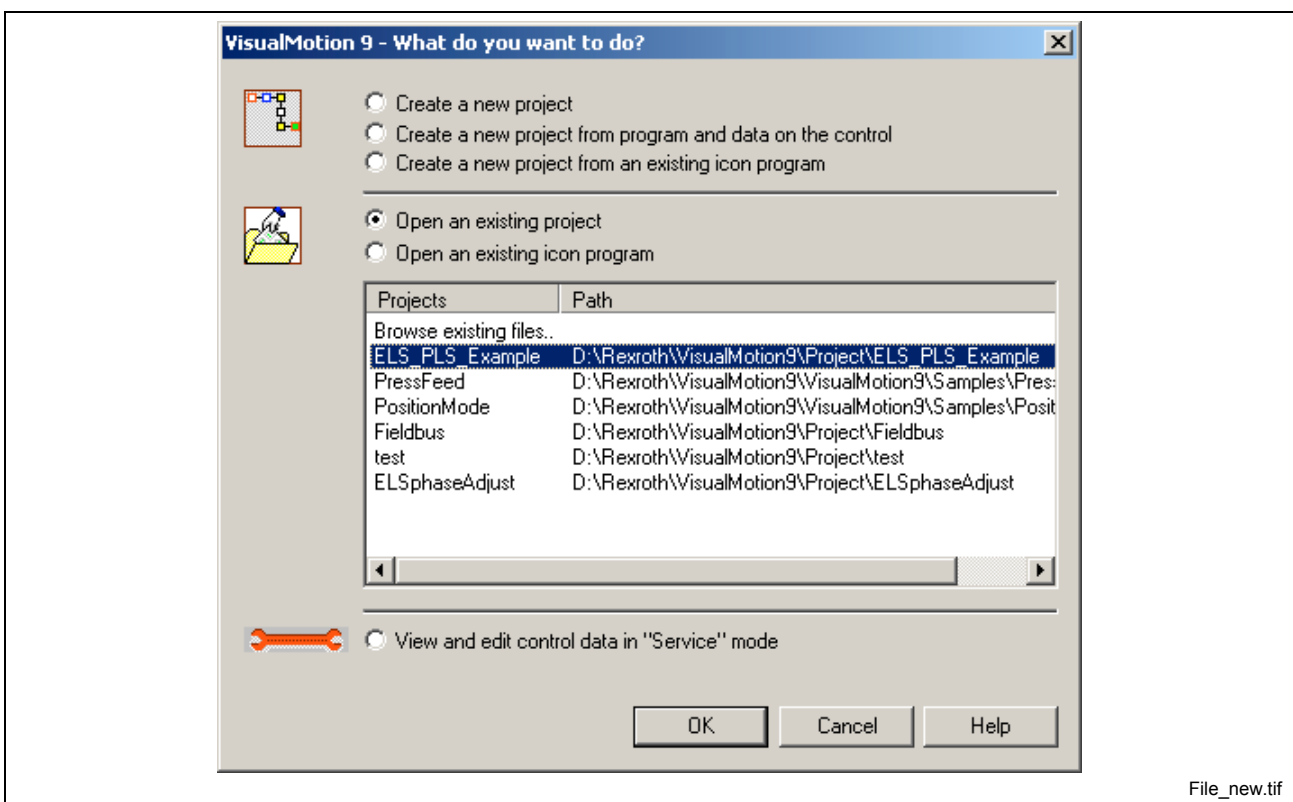 VisualMotion 9 - What do you want to do?
Create a new project
Create a new project from program and data on the control
Create a new project from an existing icon program
Open an existing project
Open an existing icon program
Projects Path
Browse existing files..
ELS_PLS_Example D:\Rexroth\VisualMotion9\Project\ELS_PLS_Example
PressFeed D:\Rexroth\VisualMotion9\VisualMotion9\Samples\Press
PositionMode D:\Rexroth\VisualMotion9\VisualMotion9\Samples\Posit
Fieldbus D:\Rexroth\VisualMotion9\Project\Fieldbus
test D:\Rexroth\VisualMotion9\Project\test
ELSphaseAdjust D:\Rexroth\VisualMotion9\Project\ELSphaseAdjust
View and edit control data in "Service" mode
OK Cancel Help
File_new.tif